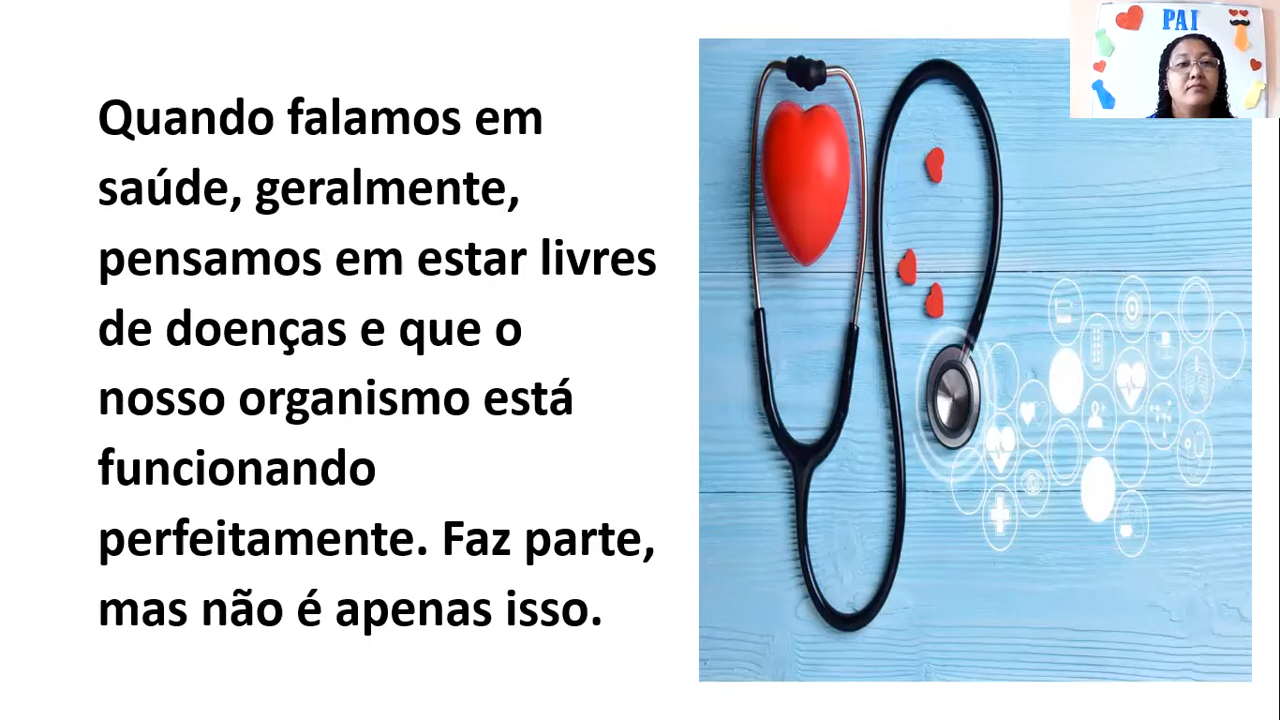 Quando falamos em
saúde, geralmente,
pensamos em estar livres
de doenças e que o
nosso organismo está
funcionando
perfeitamente. Faz parte,
mas não é apenas isso.
PAI